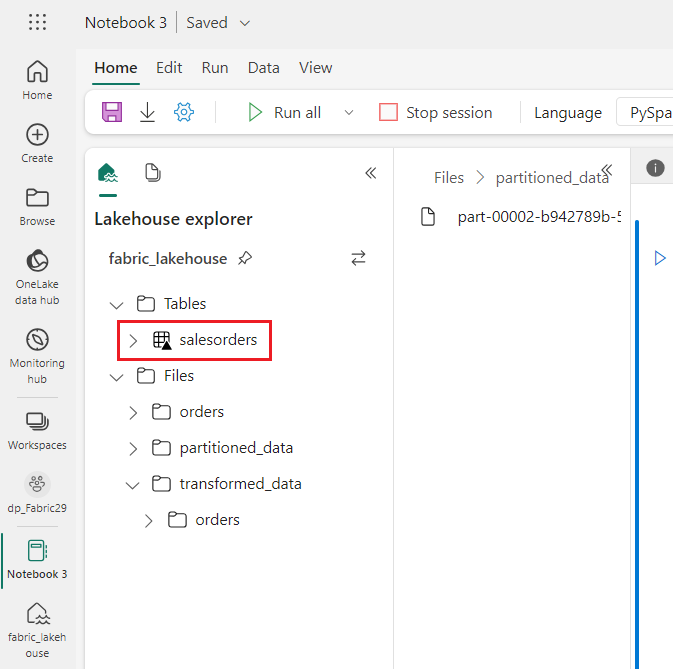 Notebook 3 Saved
Home Edit Run Data View
Run all Stop session Language PySpa
Home
Create
Browse
OneLake
data hub
Monitoring
hub
Workspaces
dp_Fabric29
Notebook 3
fabric_lakeh
ouse
Lakehouse explorer
fabric_lakehouse
Tables
salesorders
Files
orders
partitioned_data
transformed_data
orders
Files partitioned_data
part-00002-b942789b-5